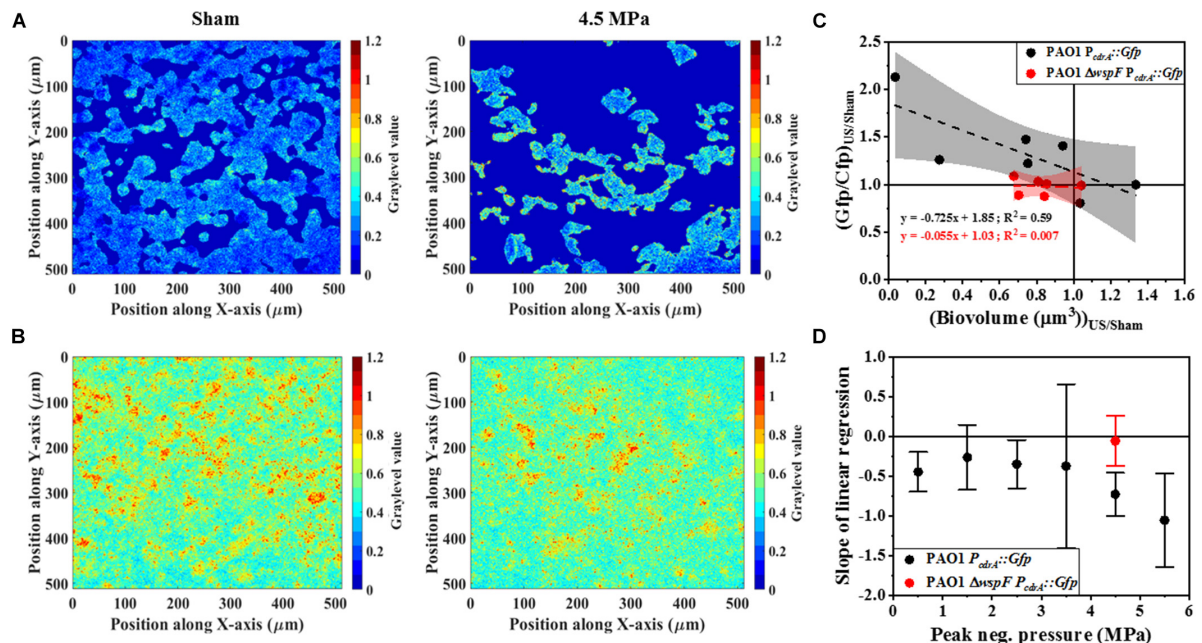 A
Sham
4.5 MPa
0
100
200
300
400
500
Position along Y-axis (μm)
0 100 200 300 400 500
Position along X-axis (μm)
1.2
1
0.8
0.6
0.4
0.2
0
Graylevel value
0
100
200
300
400
500
Position along Y-axis (μm)
0 100 200 300 400 500
Position along X-axis (μm)
1.2
1
0.8
0.6
0.4
0.2
0
Graylevel value
B
0
100
200
300
400
500
Position along Y-axis (μm)
0 100 200 300 400 500
Position along X-axis (μm)
1.2
1
0.8
0.6
0.4
0.2
0
Graylevel value
0
100
200
300
400
500
Position along Y-axis (μm)
0 100 200 300 400 500
Position along X-axis (μm)
1.2
1
0.8
0.6
0.4
0.2
0
Graylevel value
C
2.5
2.0
1.5
1.0
0.5
0.0
(Gfp/Cfp)US/Sham
PAO1 PcdrA::Gfp
PAO1 ΔwspF PcdrA::Gfp
y = -0.725x + 1.85 ; R² = 0.59
y = -0.055x + 1.03 ; R² = 0.007
0.0 0.2 0.4 0.6 0.8 1.0 1.2 1.4 1.6
(Biovolume (μm³))US/Sham
D
1.0
0.5
0.0
-0.5
-1.0
-1.5
-2.0
Slope of linear regression
PAO1 PcdrA::Gfp
PAO1 ΔwspF PcdrA::Gfp
0 1 2 3 4 5 6
Peak neg. pressure (MPa)